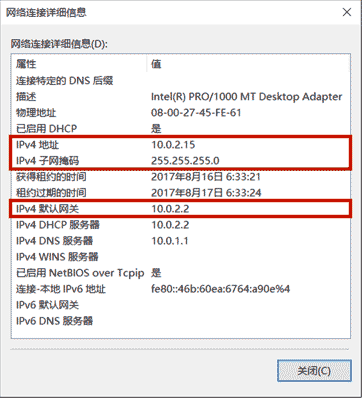 网络连接详细信息
网络连接详细信息(D):
属性 值
连接特定的 DNS 后缀
描述 Intel(R) PRO/1000 MT Desktop Adapter
物理地址 08-00-27-45-FE-61
已启用 DHCP 是
IPv4 地址 10.0.2.15
IPv4 子网掩码 255.255.255.0
获得租约的时间 2017年8月16日 6:33:21
租约过期的时间 2017年8月17日 6:33:24
IPv4 默认网关 10.0.2.2
IPv4 DHCP 服务器 10.0.2.2
IPv4 DNS 服务器 10.0.1.1
IPv4 WINS 服务器
已启用 NetBIOS over Tcpip 是
连接-本地 IPv6 地址 fe80::46b:60ea:6764:a90e%4
IPv6 默认网关
IPv6 DNS 服务器
关闭(C)